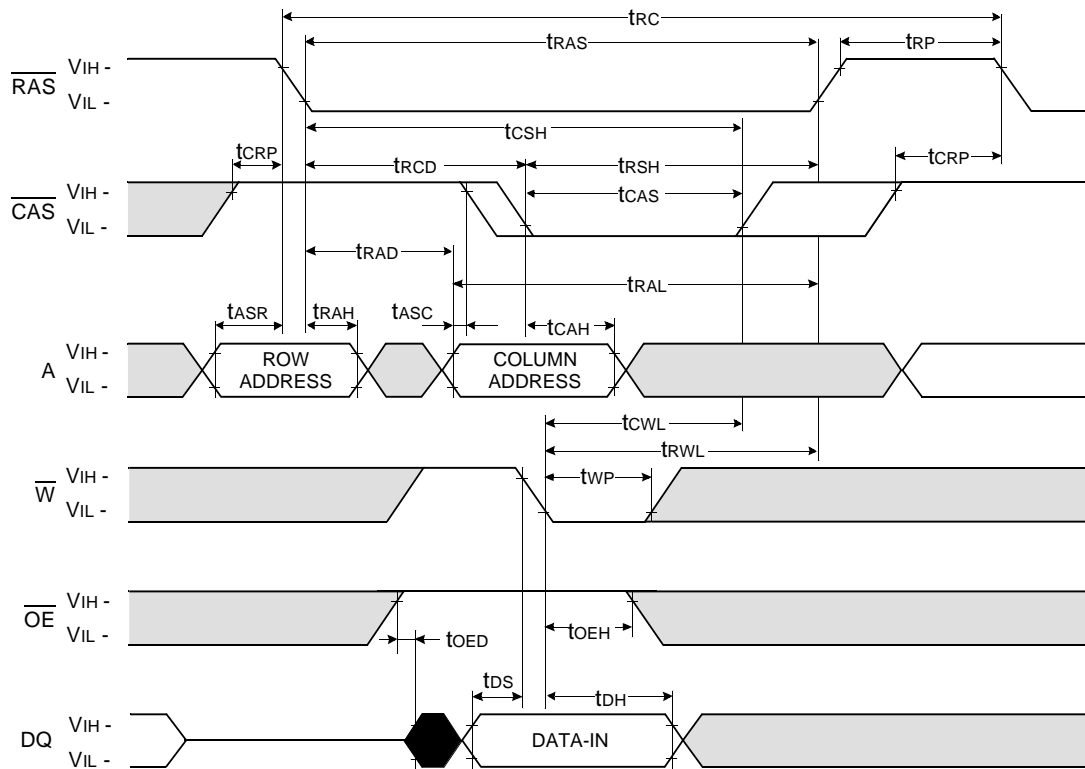 tRC
tRAS
tRP
RAS
VIH -
VIL -
tCSH
tCRP
tRCD
tRSH
tCRP
CAS
VIH -
VIL -
tCAS
tRAD
tRAL
tASR
tRAH
tASC
tCAH
A
VIH -
VIL -
ROW
ADDRESS
COLUMN
ADDRESS
tCWL
tRWL
W
VIH -
VIL -
tWP
OE
VIH -
VIL -
tOED
tOEH
tDS
tDH
DQ
VIH -
VIL -
DATA-IN